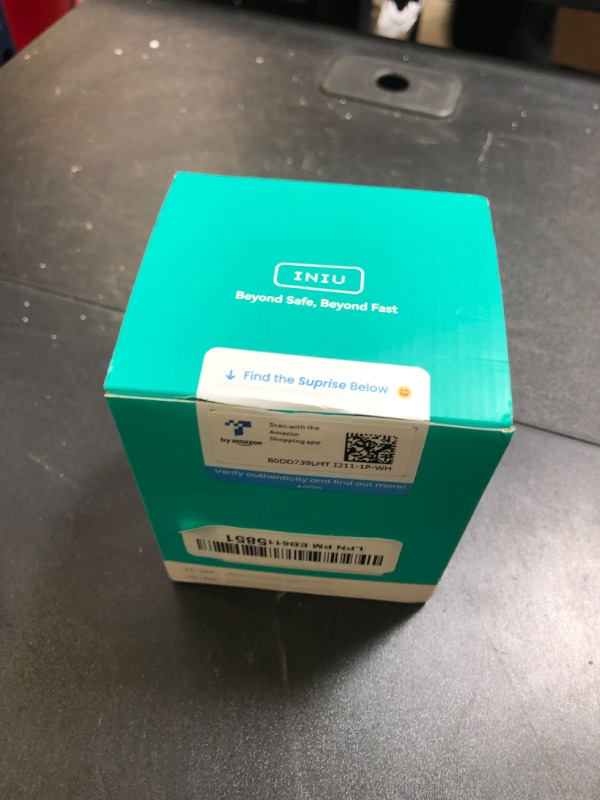 INIU
Beyond Safe, Beyond Fast
↓ Find the Suprise Below 😊
by amazon
Scan with the
Amazon
Shopping app
B0DD739LMT I211-1P-WH
Verify authenticity and find out more!
LPN PM EB6115851